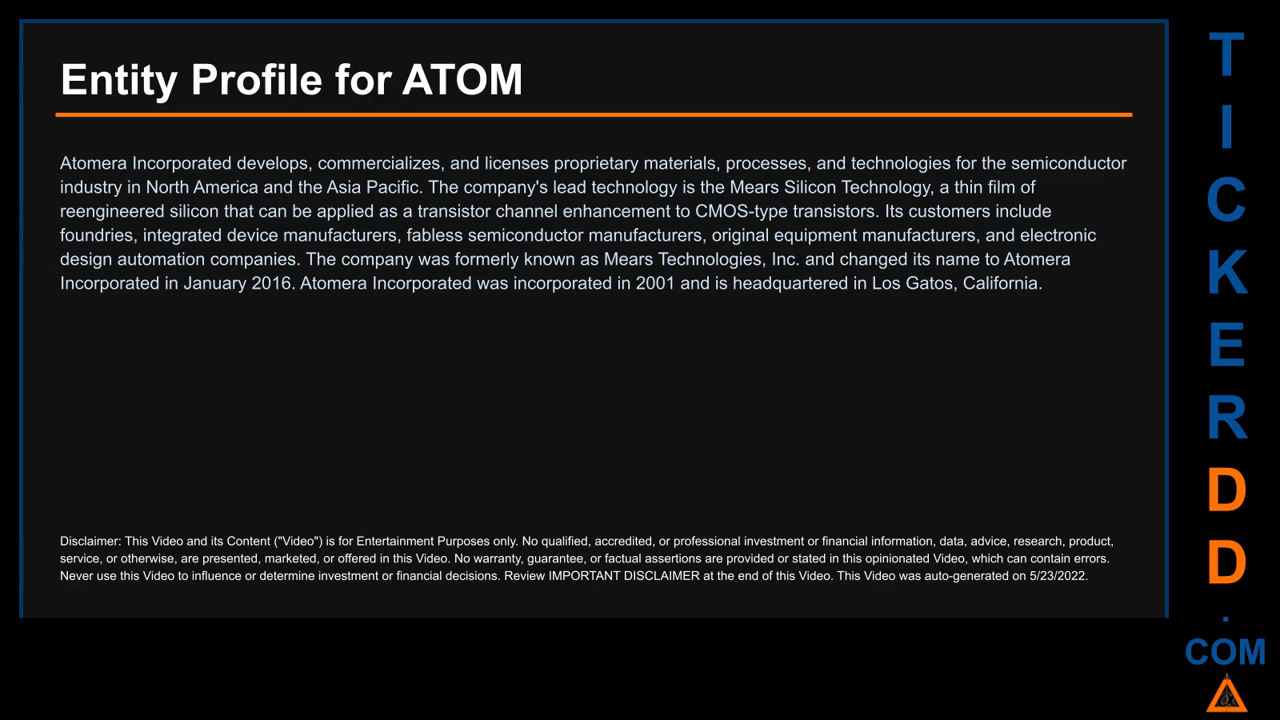 Entity Profile for ATOM
Atomera Incorporated develops, commercializes, and licenses proprietary materials, processes, and technologies for the semiconductor
industry in North America and the Asia Pacific. The company's lead technology is the Mears Silicon Technology, a thin film of
reengineered silicon that can be applied as a transistor channel enhancement to CMOS-type transistors. Its customers include
foundries, integrated device manufacturers, fabless semiconductor manufacturers, original equipment manufacturers, and electronic
design automation companies. The company was formerly known as Mears Technologies, Inc. and changed its name to Atomera
Incorporated in January 2016. Atomera Incorporated was incorporated in 2001 and is headquartered in Los Gatos, California.
Disclaimer: This Video and its Content ("Video") is for Entertainment Purposes only. No qualified, accredited, or professional investment or financial information, data, advice, research, product,
service, or otherwise, are presented, marketed, or offered in this Video. No warranty, guarantee, or factual assertions are provided or stated in this opinionated Video, which can contain errors.
Never use this Video to influence or determine investment or financial decisions. Review IMPORTANT DISCLAIMER at the end of this Video. This Video was auto-generated on 5/23/2022.
T
I
C
K
E
R
D
D
.
COM